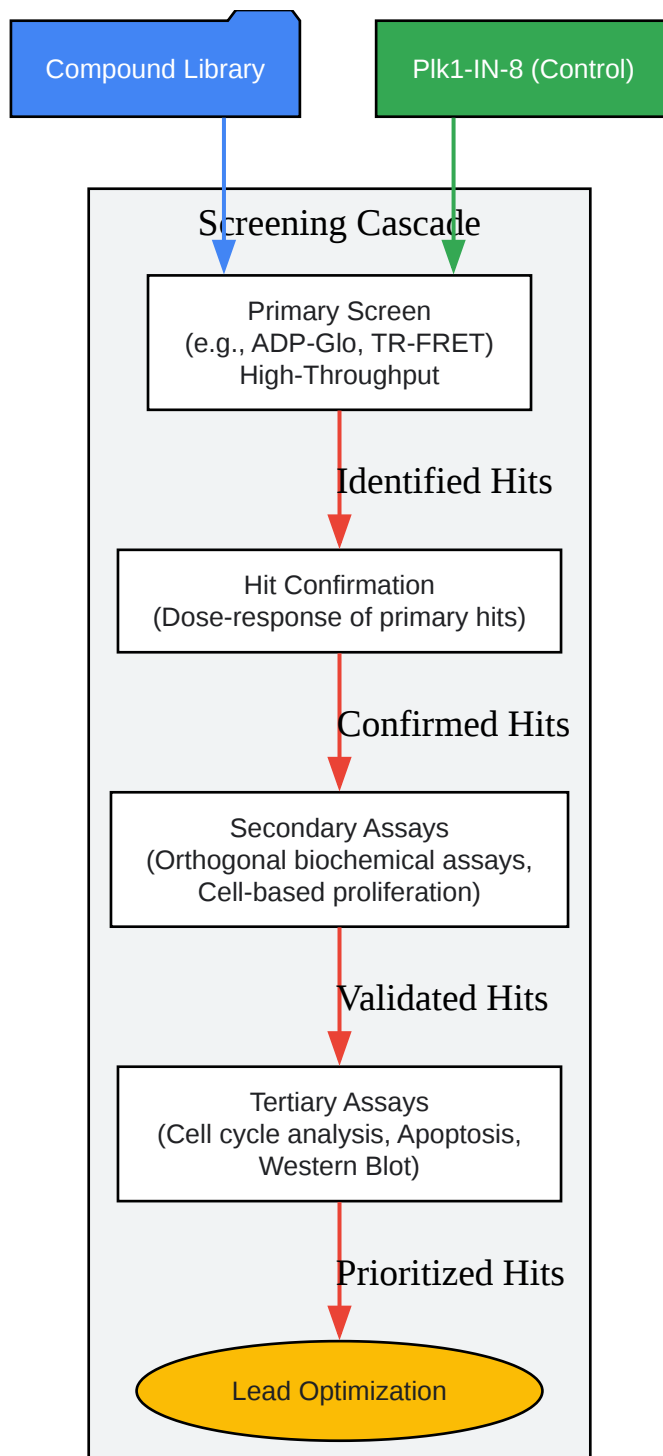 Compound Library
Plk1-IN-8 (Control)
Screening Cascade
Primary Screen
(e.g., ADP-Glo, TR-FRET)
High-Throughput
Identified Hits
Hit Confirmation
(Dose-response of primary hits)
Confirmed Hits
Secondary Assays
(Orthogonal biochemical assays,
Cell-based proliferation)
Validated Hits
Tertiary Assays
(Cell cycle analysis, Apoptosis,
Western Blot)
Prioritized Hits
Lead Optimization